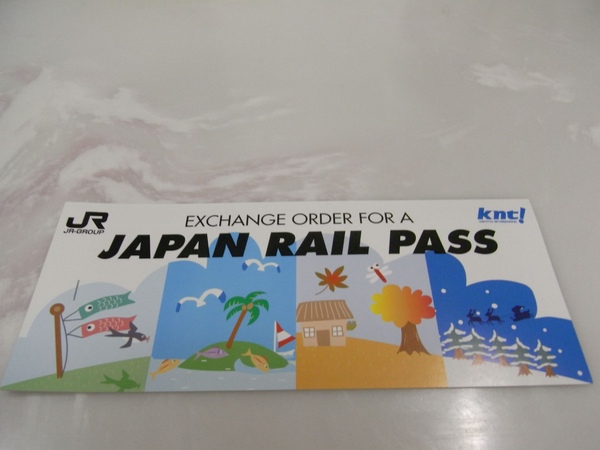 JR
JR-GROUP
EXCHANGE ORDER FOR A
knt!
JAPAN RAIL PASS